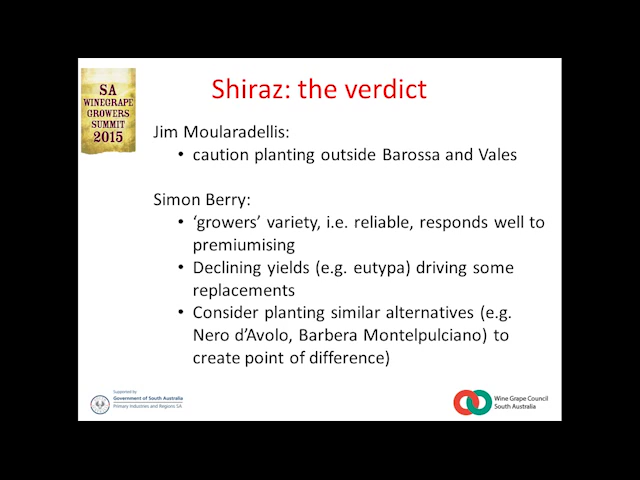 SA
WINEGRAPE
GROWERS
SUMMIT
2015
Shiraz: the verdict
Jim Moularadellis:
• caution planting outside Barossa and Vales
Simon Berry:
• ‘growers’ variety, i.e. reliable, responds well to
premiumising
• Declining yields (e.g. eutypa) driving some
replacements
• Consider planting similar alternatives (e.g.
Nero d’Avolo, Barbera Montelpulciano) to
create point of difference)
Supported by
Government of South Australia
Primary Industries and Regions SA
Wine Grape Council
South Australia